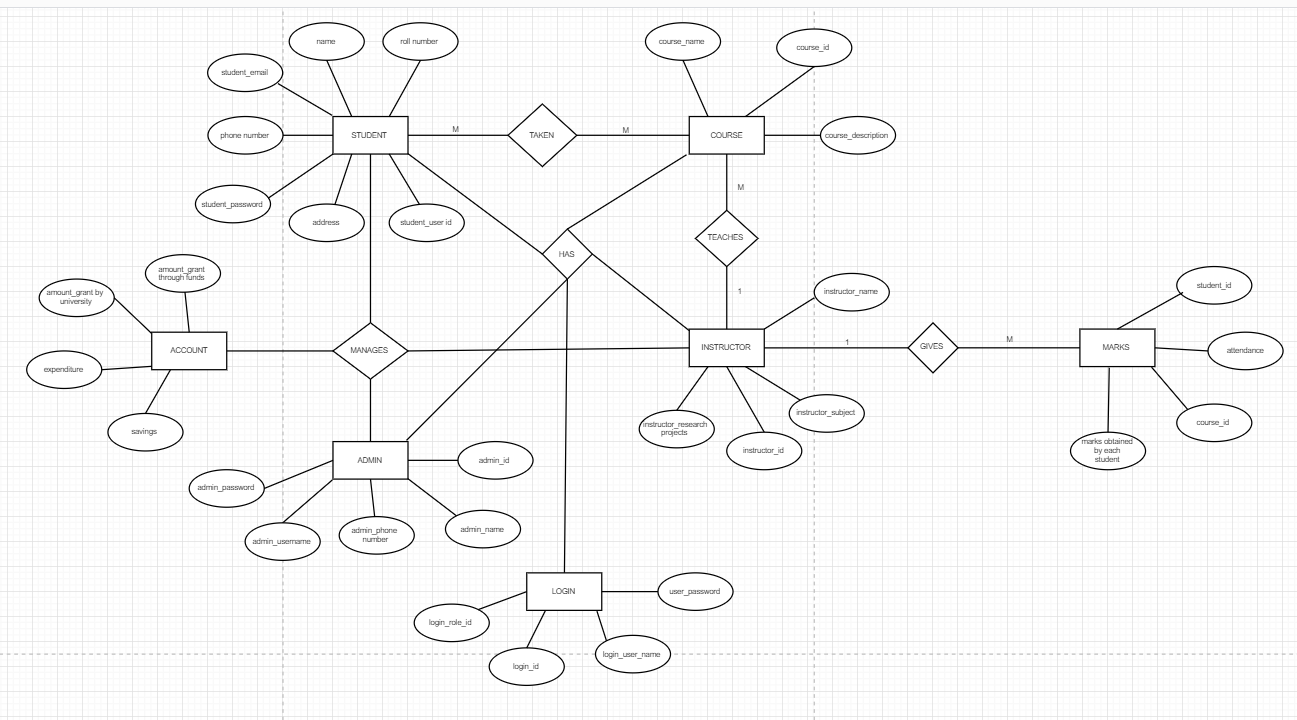 name
roll number
course_name
course_id
student_email
phone number
STUDENT
M
TAKEN
M
COURSE
course_description
student_password
address
student_user id
M
TEACHES
HAS
1
amount_grant
through funds
amount_grant by
university
instructor_name
student_id
ACCOUNT
MANAGES
INSTRUCTOR
1
GIVES
M
MARKS
attendance
expenditure
savings
instructor_research
projects
instructor_subject
instructor_id
course_id
marks obtained
by each
student
ADMIN
admin_id
admin_password
admin_username
admin_phone
number
admin_name
LOGIN
user_password
login_role_id
login_id
login_user_name